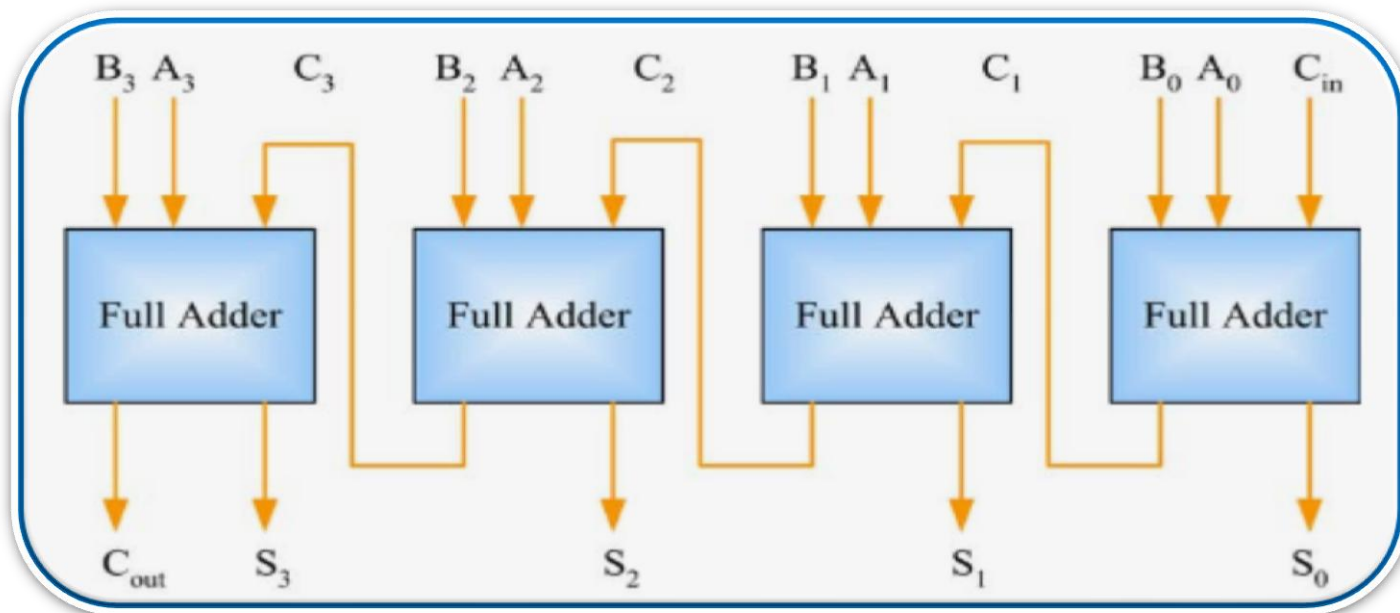 B₃ A₃ C₃ B₂ A₂ C₂ B₁ A₁ C₁ B₀ A₀ Cᵢₙ
Full Adder Full Adder Full Adder Full Adder
Cₒᵤₜ S₃ S₂ S₁ S₀